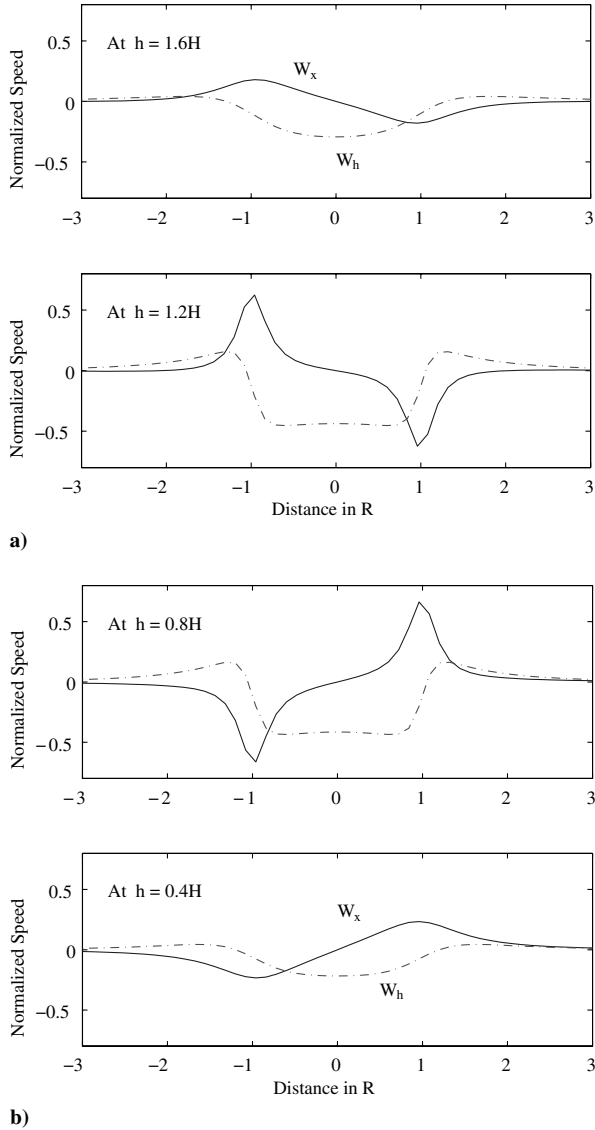 At h = 1.6H
0.5
0
−0.5
Normalized Speed
W_x
W_h
−3 −2 −1 0 1 2 3
At h = 1.2H
0.5
0
−0.5
Normalized Speed
−3 −2 −1 0 1 2 3
Distance in R
a)
At h = 0.8H
0.5
0
−0.5
Normalized Speed
−3 −2 −1 0 1 2 3
At h = 0.4H
0.5
0
−0.5
Normalized Speed
W_x
W_h
−3 −2 −1 0 1 2 3
Distance in R
b)